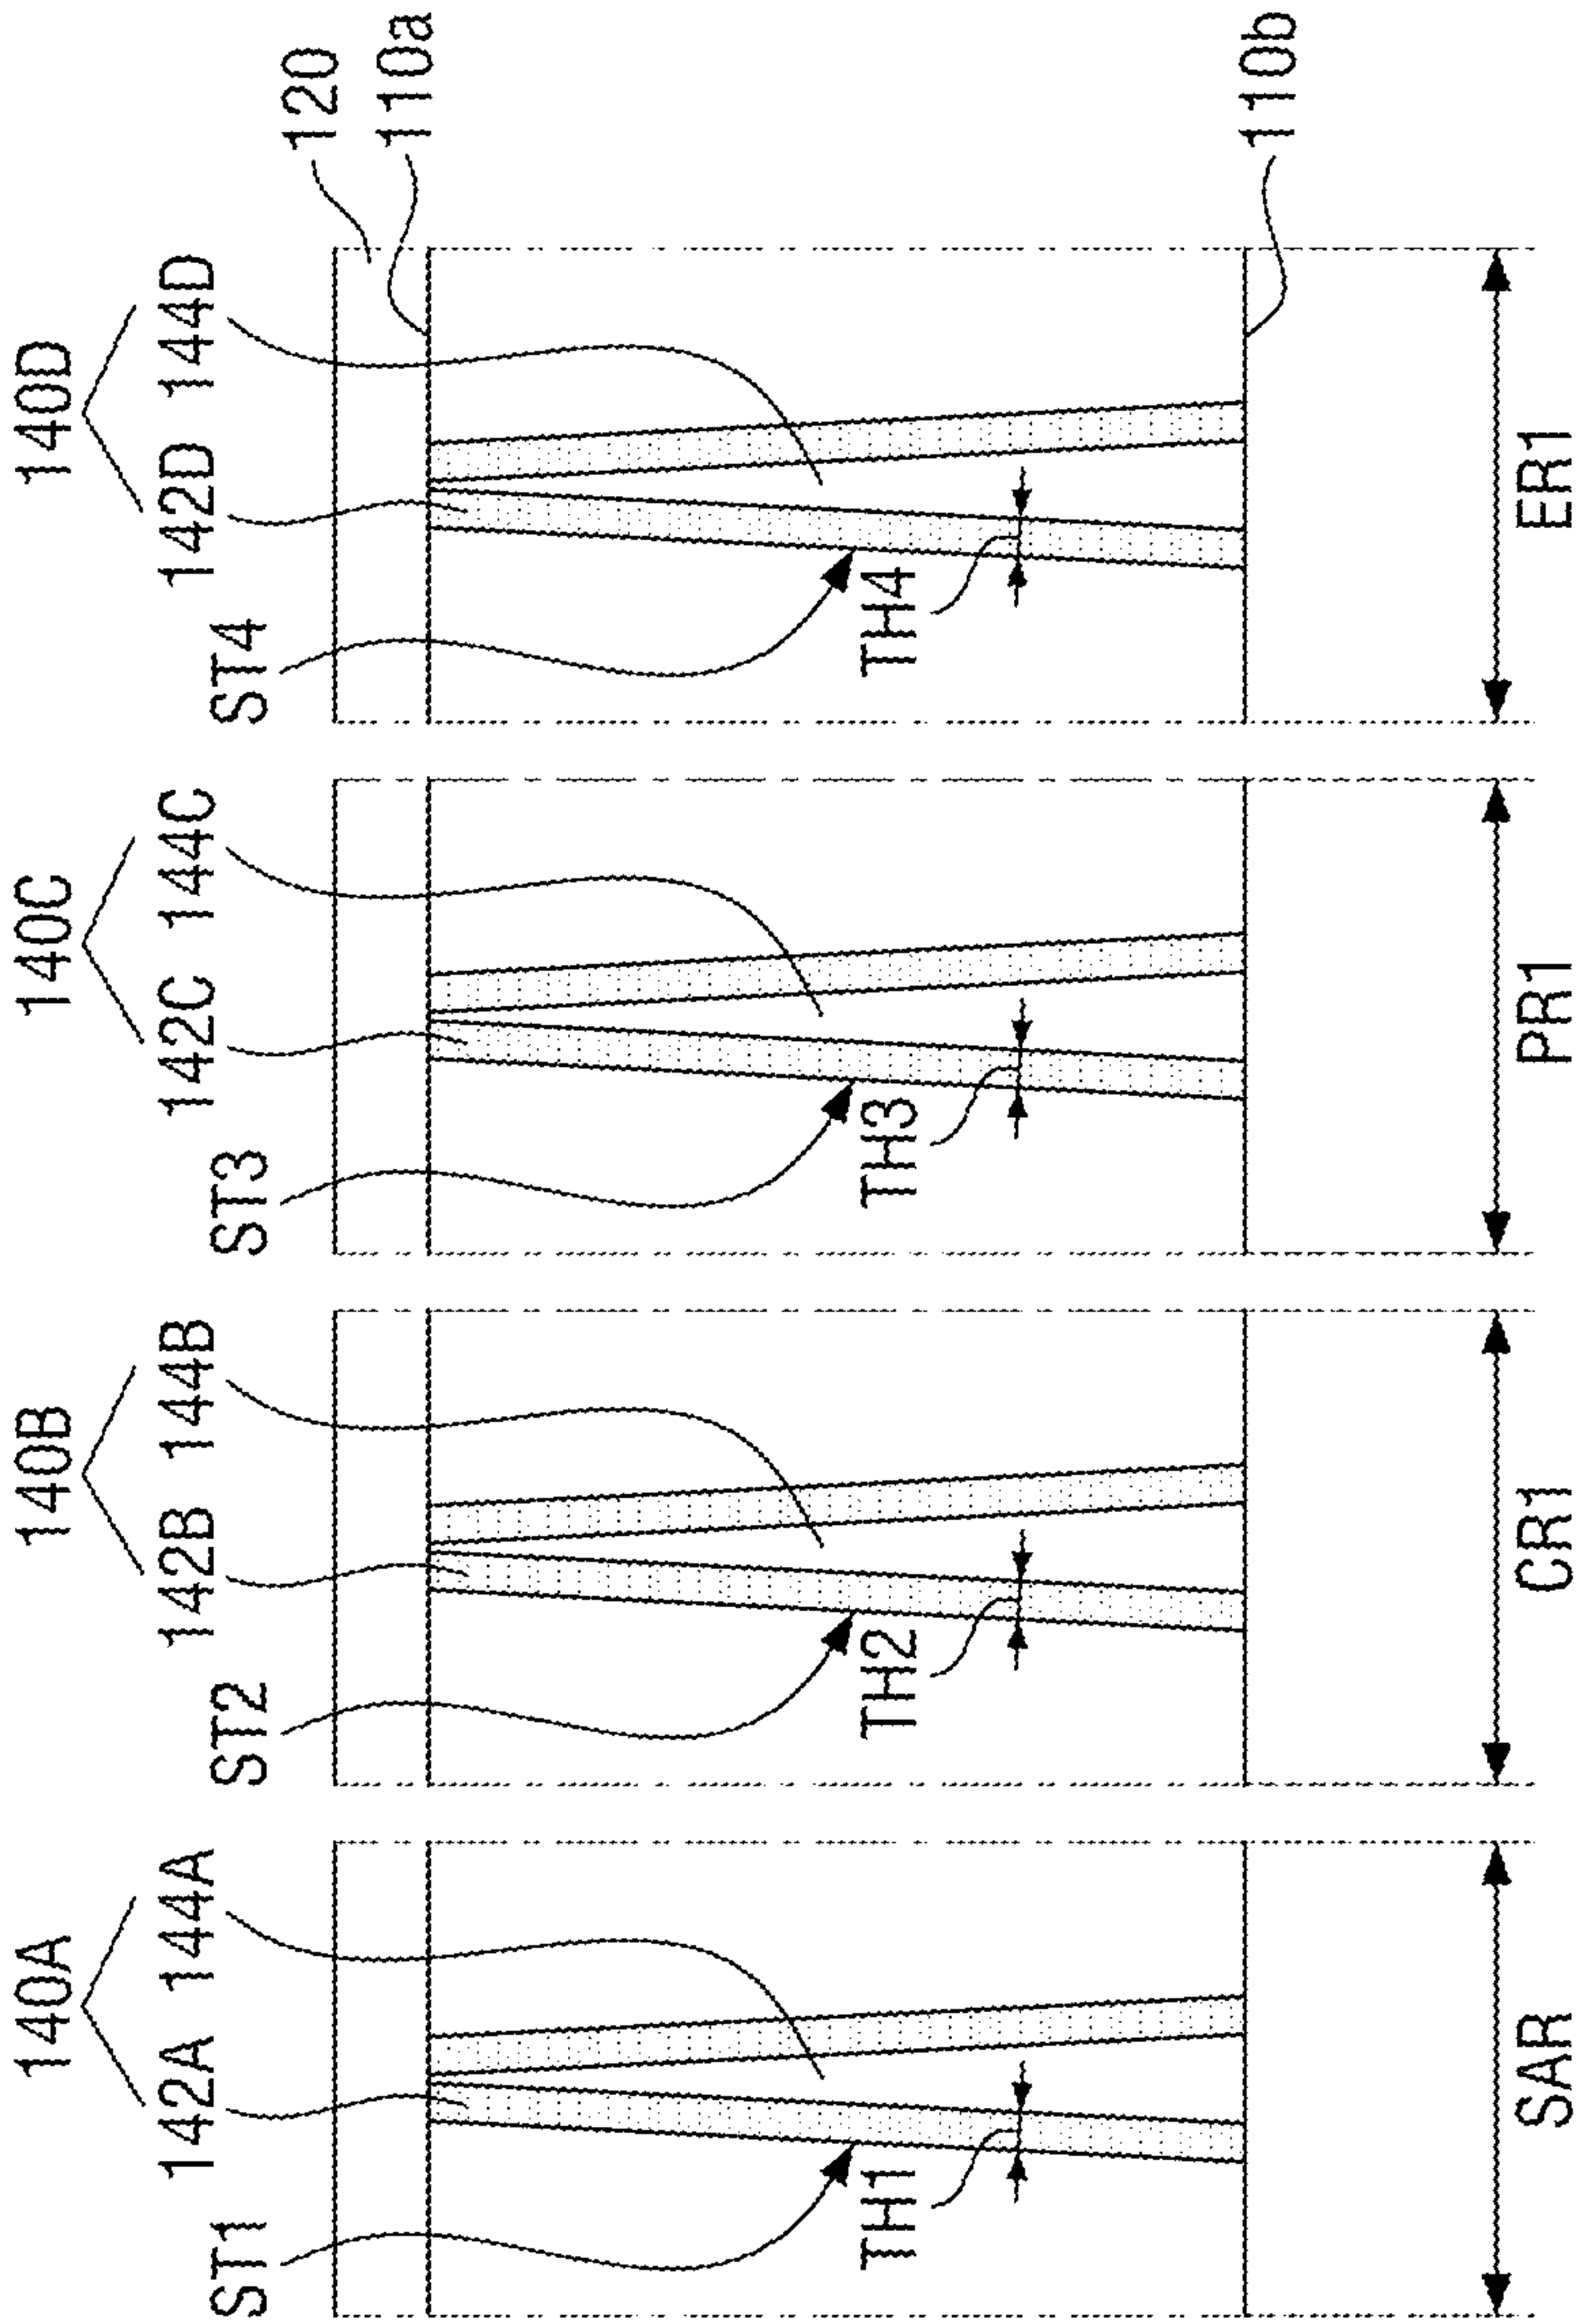 140A 140B 140C 140D
142A 144A 142B 144B 142C 144C 142D 144D
ST1 ST2 ST3 ST4
120
110a
TH1 TH2 TH3 TH4
110b
SAR CR1 PR1 ER1